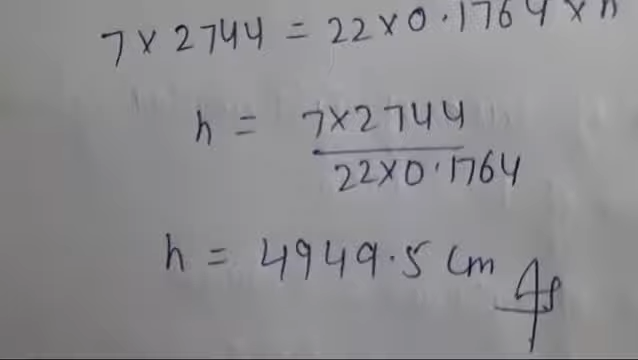 7 × 2744 = 22 × 0.1764 × h
h = 7×2744
22×0.1764
h = 4949.5 cm